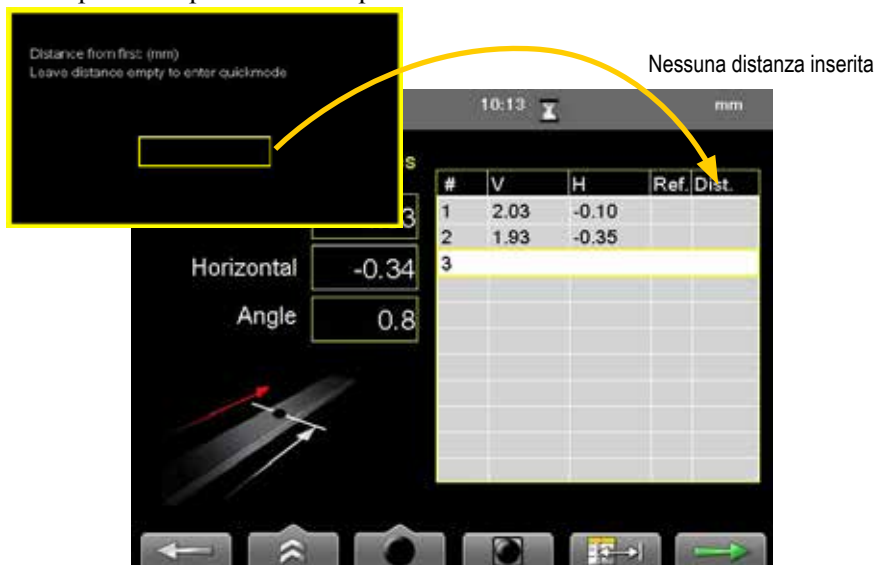 Distance from first: (mm)
Leave distance empty to enter quickmode
Nessuna distanza inserita
10:13 mm
s
# V H Ref. Dist.
1 2.03 -0.10
2 1.93 -0.35
3
3
Horizontal -0.34
Angle 0.8